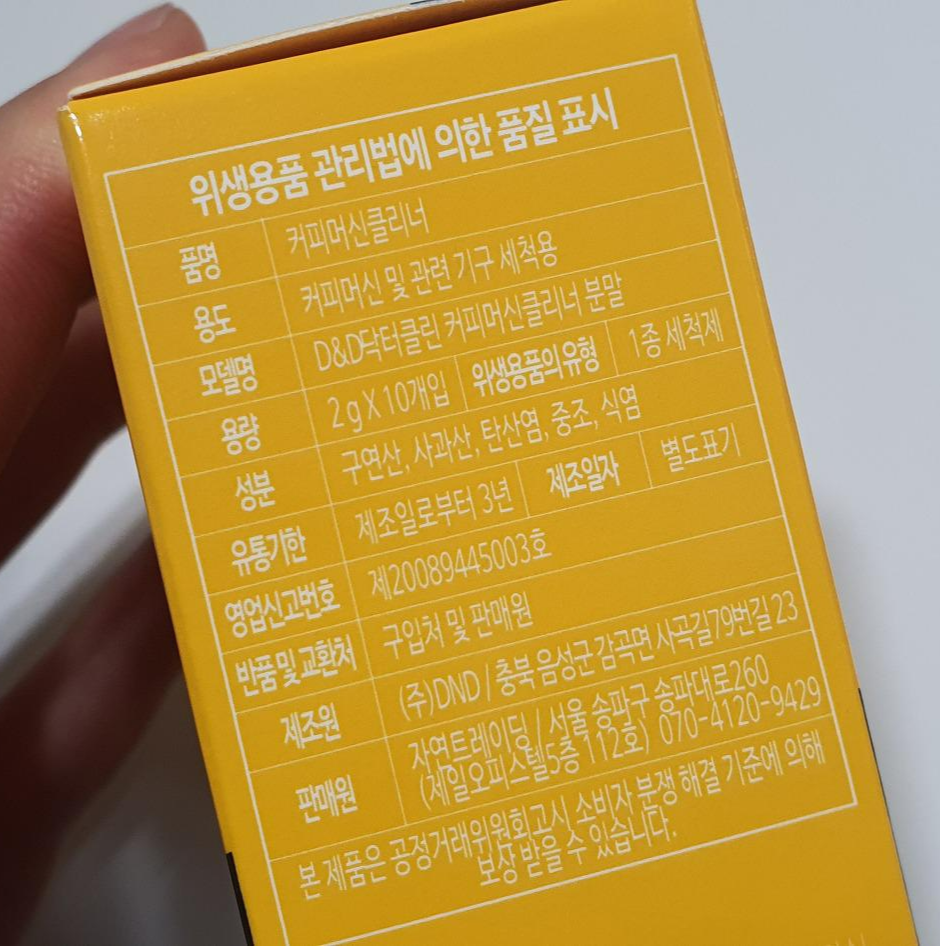 위생용품 관리법에 의한 품질 표시
품명 커피머신클리너
용도 커피머신 및 관련 기구 세척용
모델명 D&D닥터클린 커피머신클리너 분말
용량 2g X 10개입 위생용품의 유형 1종 세척제
성분 구연산, 사과산, 탄산염, 중조, 식염
유통기한 제조일로부터 3년 제조일자 별도표기
영업신고번호 제20089445003호
반품 및 교환처 구입처 및 판매원
제조원 (주)DND / 충북 음성군 감곡면 사곡길79번길 23
판매원 자연트레이딩 / 서울 송파구 송파대로260
(제일오피스텔5층 112호) 070-4120-9429
본 제품은 공정거래위원회고시 소비자 분쟁 해결 기준에 의해
보상 받을 수 있습니다.